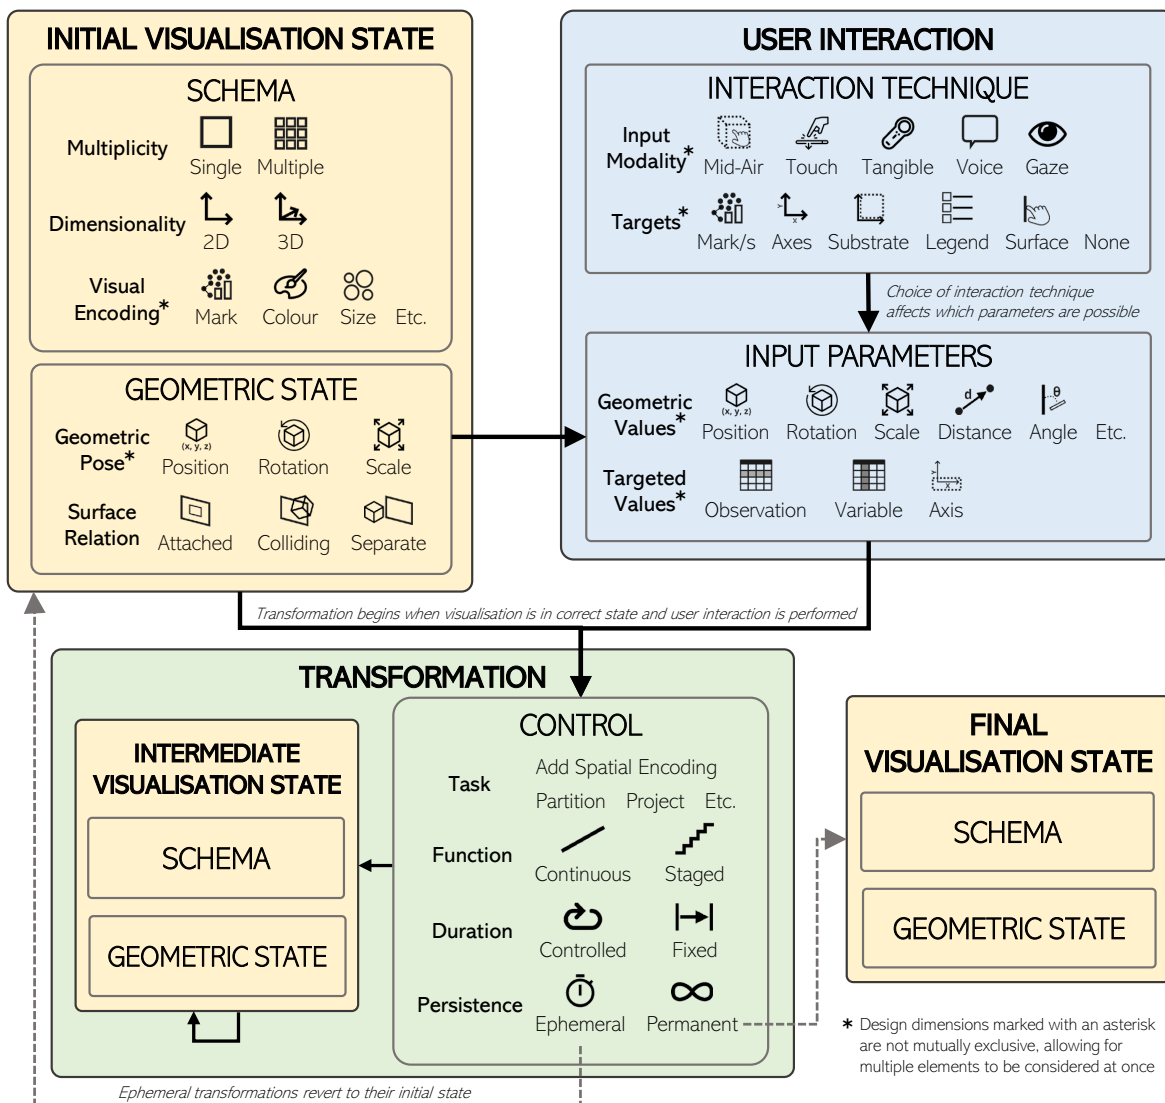 INITIAL VISUALISATION STATE
SCHEMA
Multiplicity
Single Multiple
Dimensionality
2D 3D
Visual
Encoding*
Mark Colour Size Etc.
GEOMETRIC STATE
Geometric
Pose*
(x, y, z)
Position Rotation Scale
Surface
Relation
Attached Colliding Separate
USER INTERACTION
INTERACTION TECHNIQUE
Input
Modality*
Mid-Air Touch Tangible Voice Gaze
Targets*
Mark/s Axes Substrate Legend Surface None
Choice of interaction technique
affects which parameters are possible
INPUT PARAMETERS
Geometric
Values*
(x, y, z)
d
θ
Position Rotation Scale Distance Angle Etc.
Targeted
Values*
Observation Variable Axis
Transformation begins when visualisation is in correct state and user interaction is performed
TRANSFORMATION
INTERMEDIATE
VISUALISATION STATE
SCHEMA
GEOMETRIC STATE
CONTROL
Task
Add Spatial Encoding
Partition Project Etc.
Function
Continuous Staged
Duration
Controlled Fixed
Persistence
Ephemeral Permanent
Ephemeral transformations revert to their initial state
FINAL
VISUALISATION STATE
SCHEMA
GEOMETRIC STATE
* Design dimensions marked with an asterisk
are not mutually exclusive, allowing for
multiple elements to be considered at once